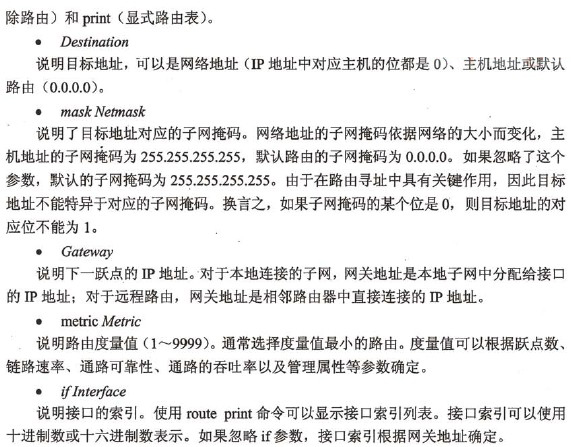 除路由）和 print（显式路由表）。
● Destination
说明目标地址，可以是网络地址（IP 地址中对应主机的位都是 0）、主机地址或默认
路由（0.0.0.0）。
● mask Netmask
说明了目标地址对应的子网掩码。网络地址的子网掩码依据网络的大小而变化，主
机地址的子网掩码为 255.255.255.255，默认路由的子网掩码为 0.0.0.0。如果忽略了这个
参数，默认的子网掩码为 255.255.255.255。由于在路由寻址中具有关键作用，因此目标
地址不能特异于对应的子网掩码。换言之，如果子网掩码的某个位是 0，则目标地址的对
应位不能为 1。
● Gateway
说明下一跃点的 IP 地址。对于本地连接的子网，网关地址是本地子网中分配给接口
的 IP 地址；对于远程路由，网关地址是相邻路由器中直接连接的 IP 地址。
● metric Metric
说明路由度量值（1～9999）。通常选择度量值最小的路由。度量值可以根据跃点数、
链路速率、通路可靠性、通路的吞吐率以及管理属性等参数确定。
● if Interface
说明接口的索引。使用 route print 命令可以显示接口索引列表。接口索引可以使用
十进制数或十六进制数表示。如果忽略 if 参数，接口索引根据网关地址确定。